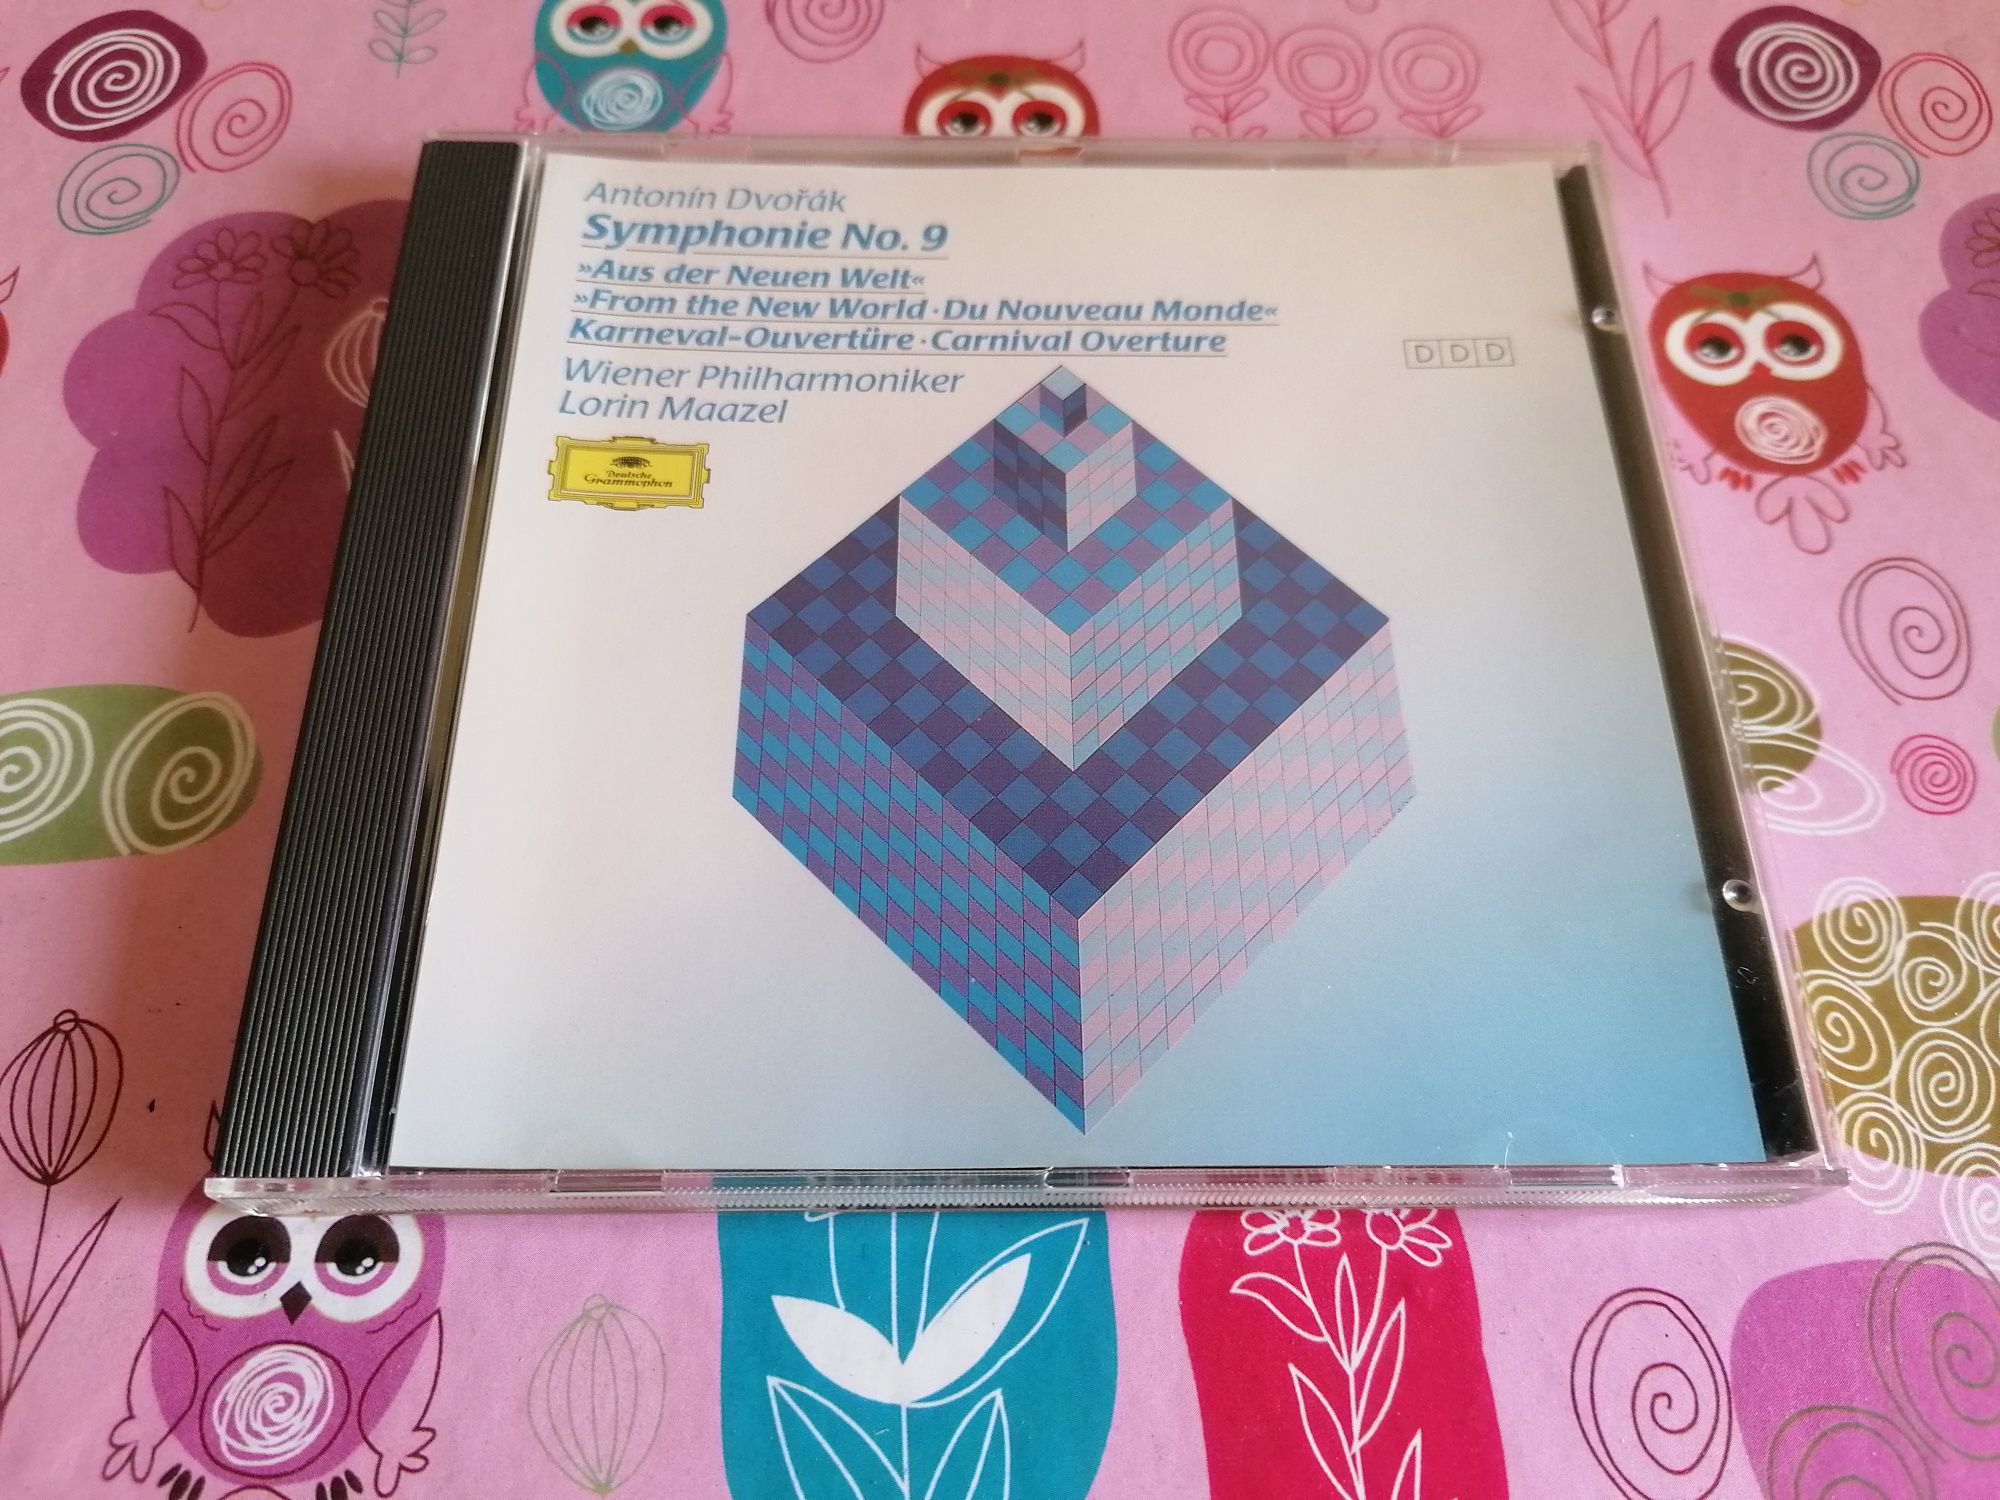 Antonín Dvořák
Symphonie No. 9
»Aus der Neuen Welt«
»From the New World · Du Nouveau Monde«
Karneval-Ouvertüre · Carnival Overture
DDD
Wiener Philharmoniker
Lorin Maazel
Deutsche
Grammophon